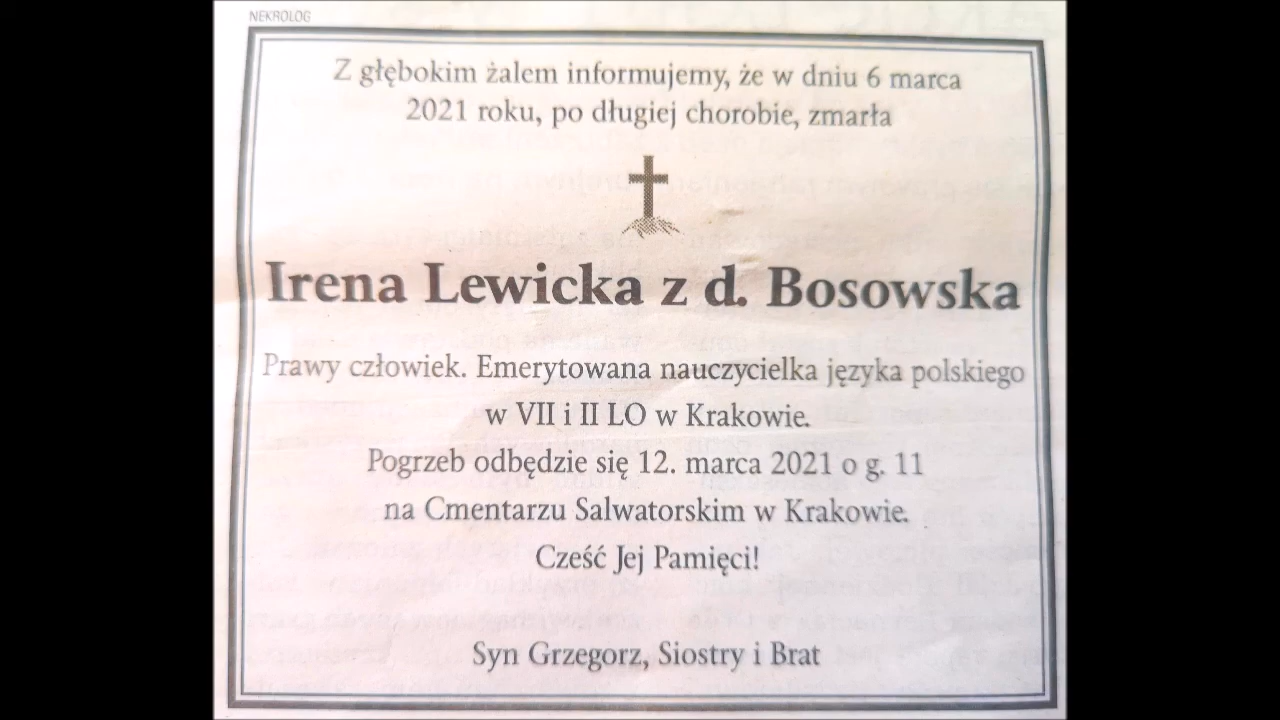 NEKROLOG
Z głębokim żalem informujemy, że w dniu 6 marca
2021 roku, po długiej chorobie, zmarła
Irena Lewicka z d. Bosowska
Prawy człowiek. Emerytowana nauczycielka języka polskiego
w VII i II LO w Krakowie.
Pogrzeb odbędzie się 12. marca 2021 o g. 11
na Cmentarzu Salwatorskim w Krakowie.
Cześć Jej Pamięci!
Syn Grzegorz, Siostry i Brat